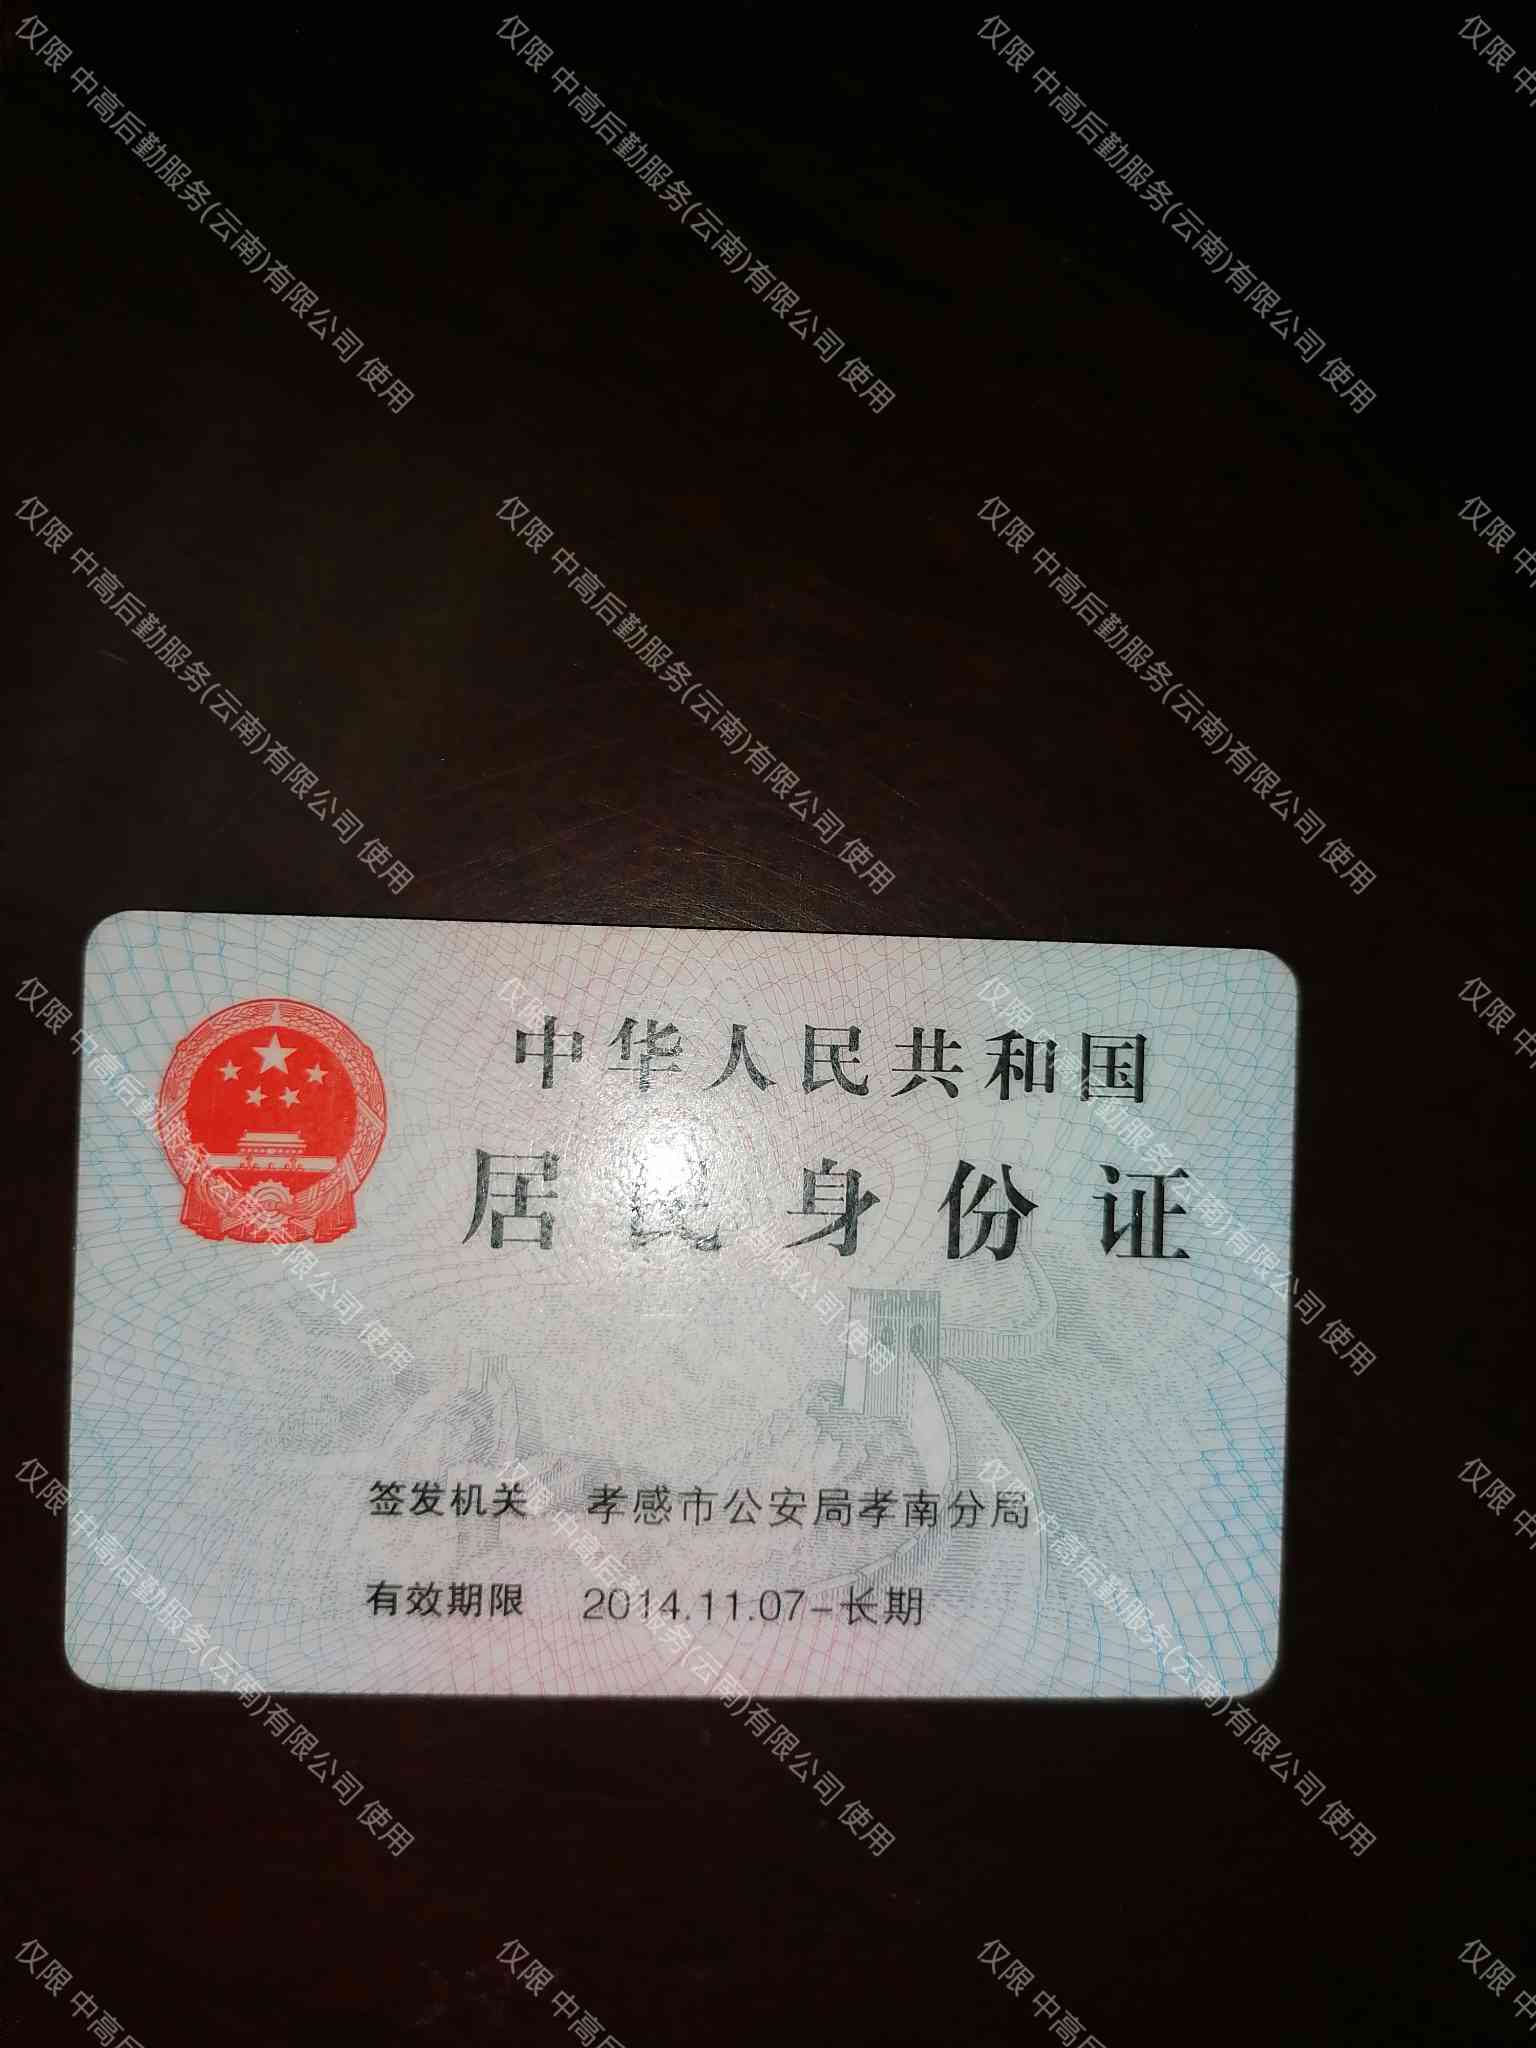 仅限 中高后勤服务(云南)有限公司 使用
中华人民共和国
居民身份证
签发机关 孝感市公安局孝南分局
有效期限 2014.11.07-长期